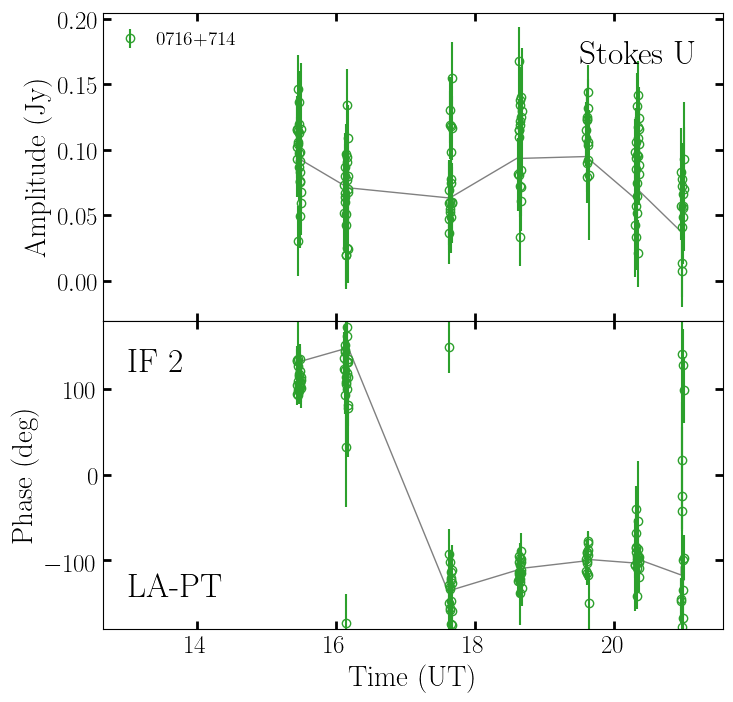 0716+714
Stokes U
0.20
0.15
0.10
0.05
0.00
Amplitude (Jy)
IF 2
100
0
−100
Phase (deg)
LA-PT
14 16 18 20
Time (UT)